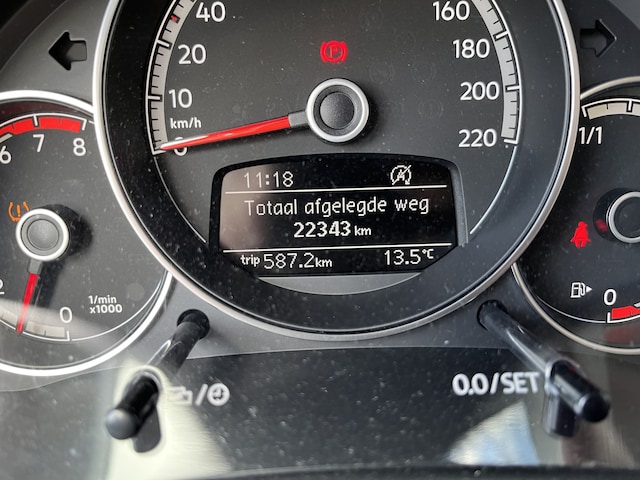 40
20
10
km/h
0
160
180
200
220
P
6 7 8
2
0
1/min
x1000
11:18
Totaal afgelegde weg
22343 km
trip 587.2 km 13.5°C
1/1
0
0.0/SET